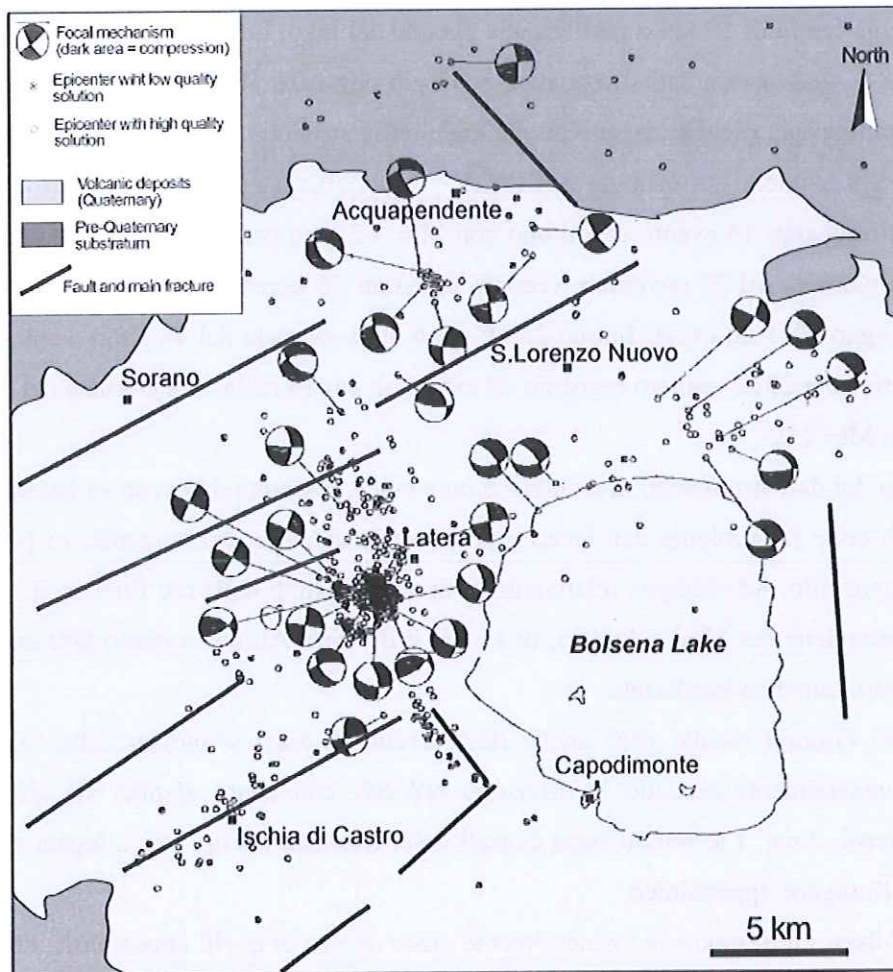 Focal mechanism
(dark area = compression)
Epicenter wiht low quality
solution
Epicenter with high quality
solution
Volcanic deposits
(Quaternary)
Pre-Quaternary
substratum
Fault and main fracture
North
Acquapendente
S.Lorenzo Nuovo
Sorano
Latera
Bolsena Lake
Capodimonte
Ischia di Castro
5 km